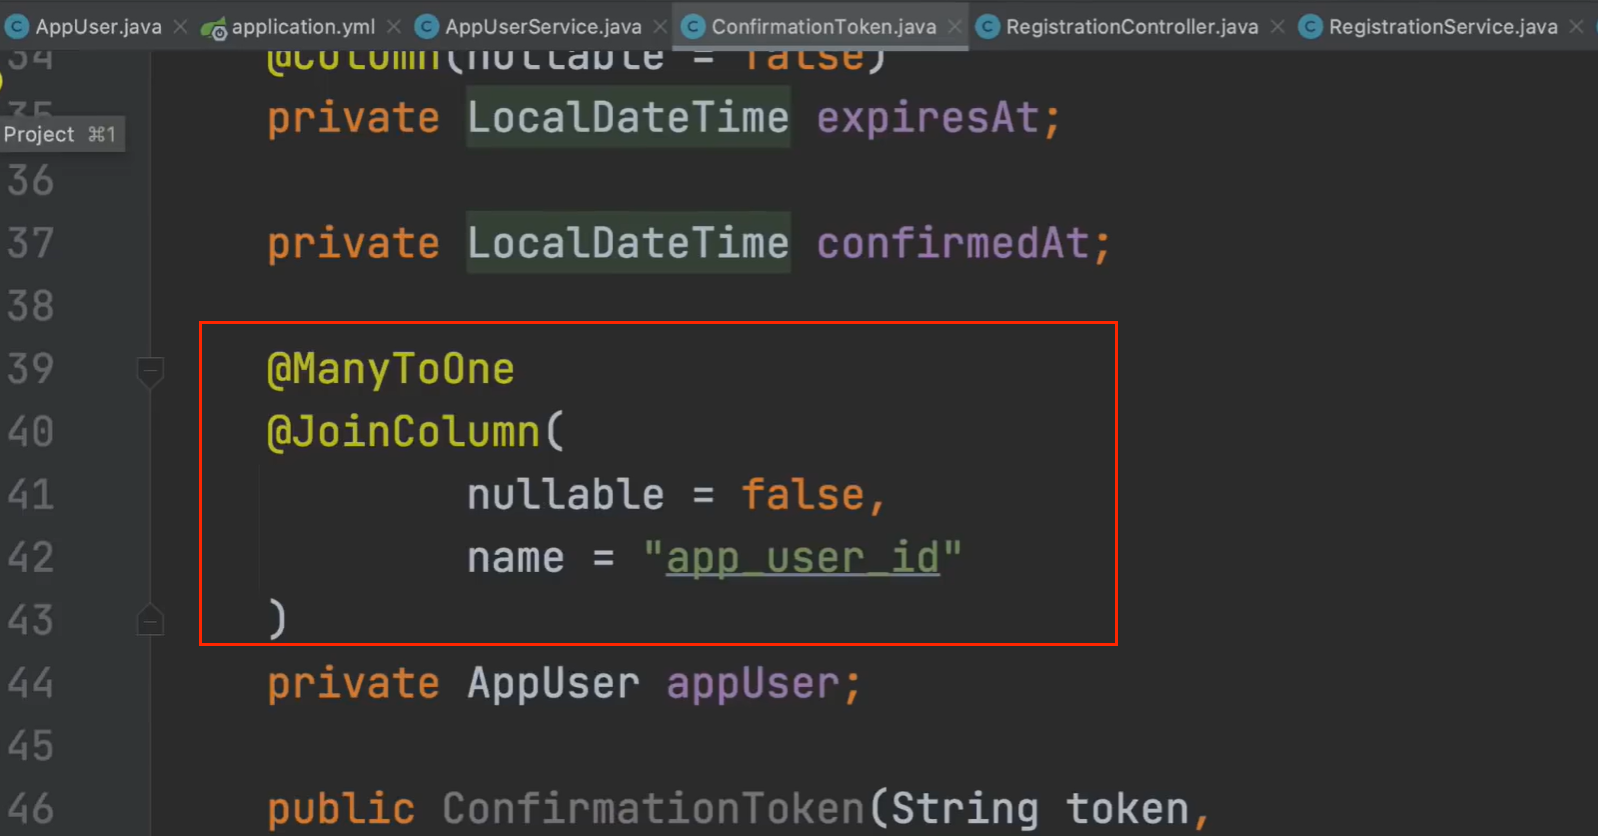 AppUser.java application.yml AppUserService.java ConfirmationToken.java RegistrationController.java RegistrationService.java
34 @Column(nullable = false)
35 private LocalDateTime expiresAt;
Project ⌘1
36
37 private LocalDateTime confirmedAt;
38
39 @ManyToOne
40 @JoinColumn(
41 nullable = false,
42 name = "app_user_id"
43 )
44 private AppUser appUser;
45
46 public ConfirmationToken(String token,